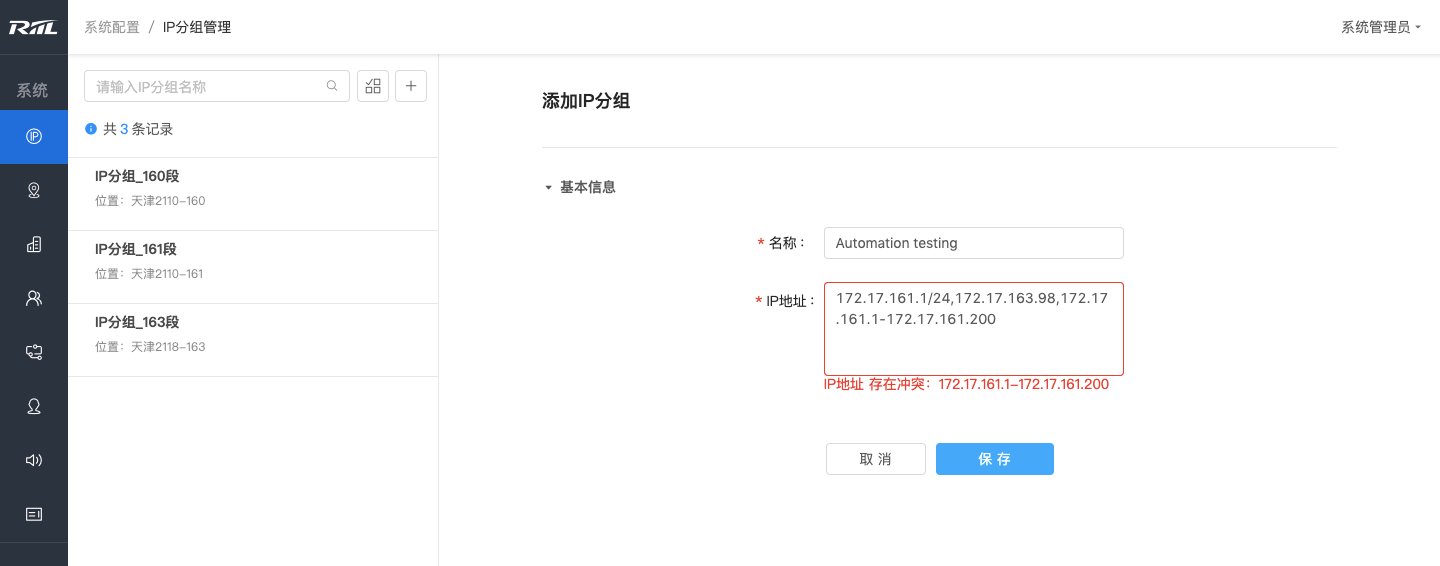 RIIL
系统配置 / IP分组管理
系统管理员
系统
请输入IP分组名称
共 3 条记录
IP分组_160段
位置：天津2110-160
IP分组_161段
位置：天津2110-161
IP分组_163段
位置：天津2118-163
添加IP分组
基本信息
* 名称：
Automation testing
* IP地址：
172.17.161.1/24,172.17.163.98,172.17
.161.1-172.17.161.200
IP地址 存在冲突：172.17.161.1-172.17.161.200
取 消
保 存